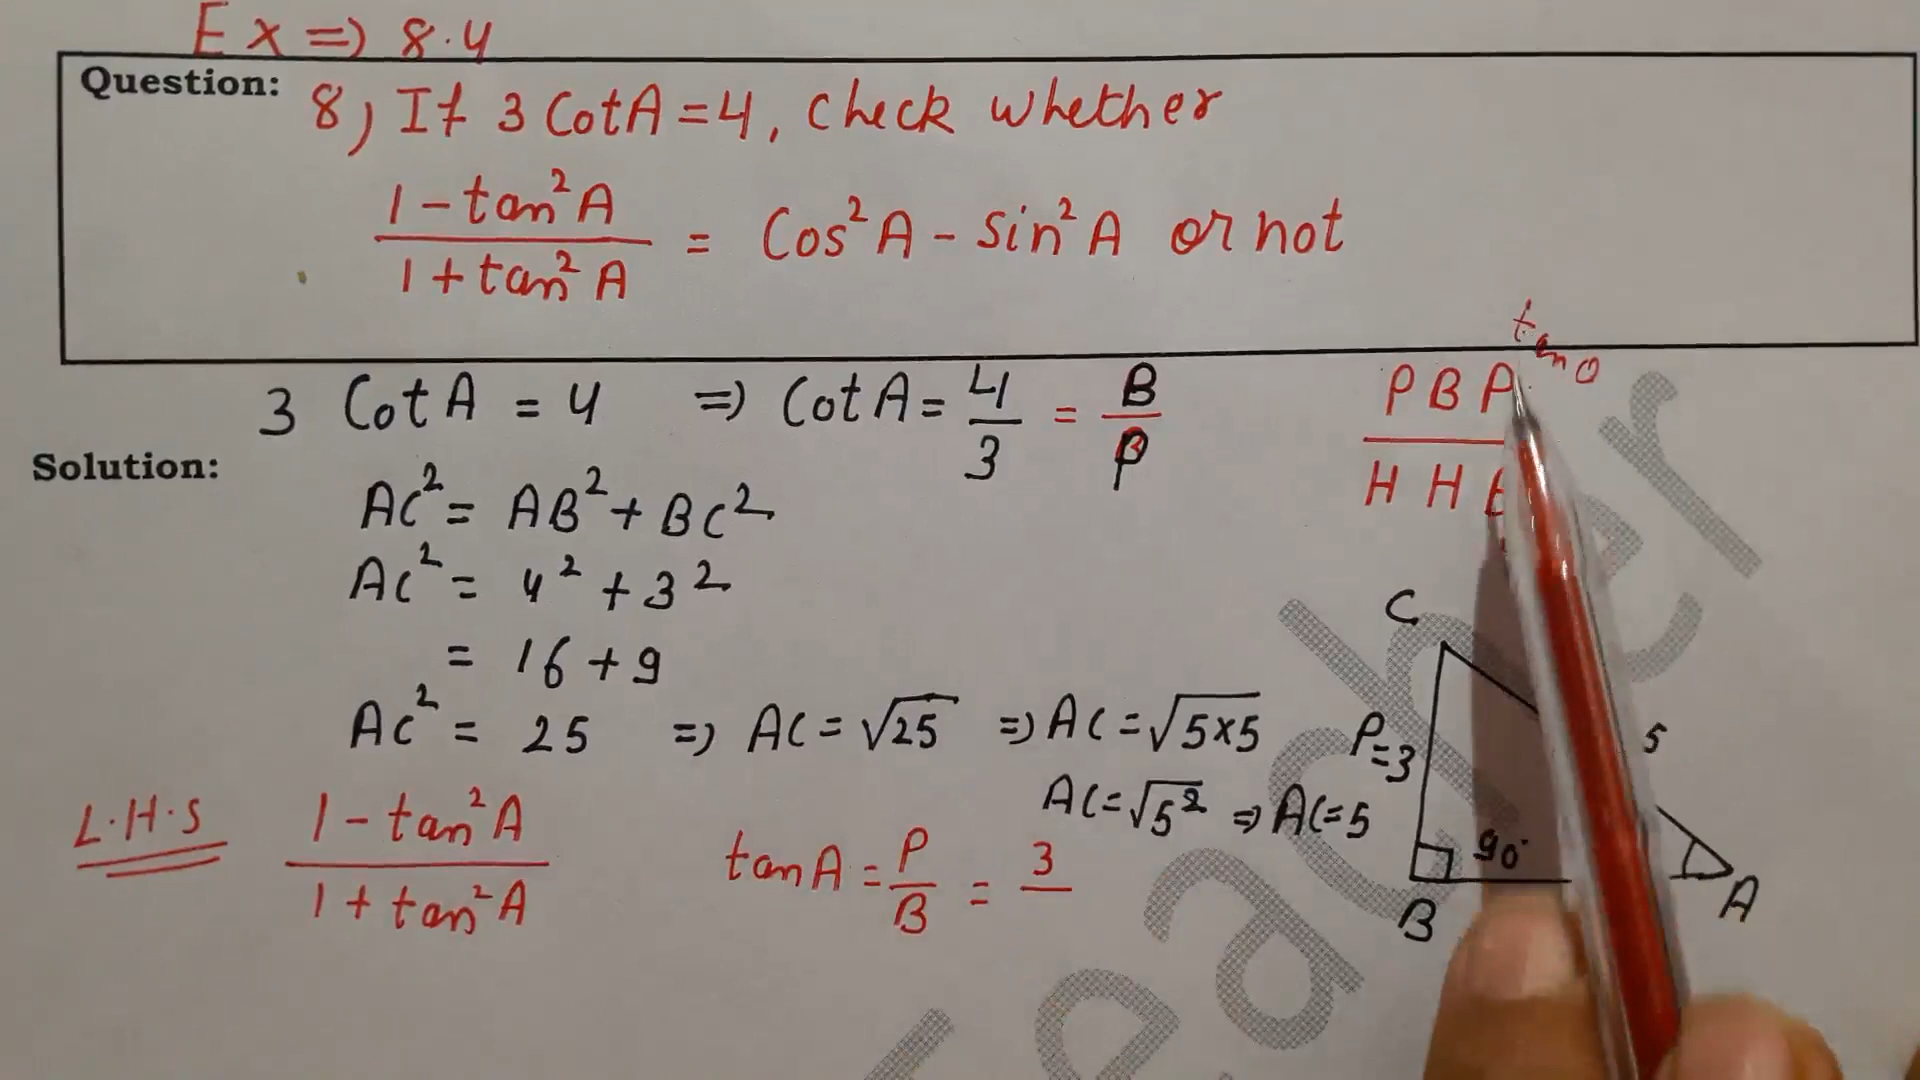 Ex => 8.4
Question: 8) If 3 CotA = 4, Check whether
1 - tan²A
= Cos²A - Sin²A or not
1 + tan²A
3 CotA = 4 => CotA = 4/3 = B/P
tanθ
P B P
H H B
Solution:
AC² = AB² + BC²
AC² = 4² + 3²
= 16 + 9
AC² = 25 => AC = √25 => AC = √5×5
AC = √5² => AC = 5
C
P=3
5
90°
B
A
L.H.S
1 - tan²A
1 + tan²A
tanA = P/B = 3